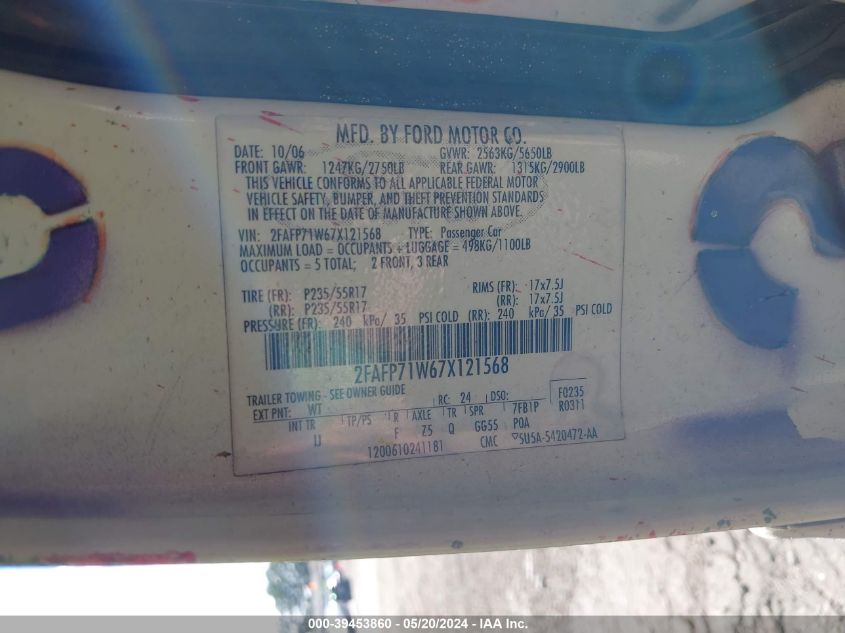 MFD. BY FORD MOTOR CO.
DATE: 10/06 GVWR: 2563KG/5650LB
FRONT GAWR: 1247KG/2750LB REAR GAWR: 1315KG/2900LB
THIS VEHICLE CONFORMS TO ALL APPLICABLE FEDERAL MOTOR
VEHICLE SAFETY, BUMPER, AND THEFT PREVENTION STANDARDS
IN EFFECT ON THE DATE OF MANUFACTURE SHOWN ABOVE.
VIN: 2FAFP71W67X121568 TYPE: Passenger Car
MAXIMUM LOAD = OCCUPANTS + LUGGAGE = 498KG/1100LB
OCCUPANTS = 5 TOTAL; 2 FRONT, 3 REAR
TIRE (FR): P235/55R17 RIMS (FR): 17x7.5J
(RR): P235/55R17 (RR): 17x7.5J
PRESSURE (FR): 240 kPa/ 35 PSI COLD (RR): 240 kPa/ 35 PSI COLD
2FAFP71W67X121568
TRAILER TOWING - SEE OWNER GUIDE
EXT PNT: WT RC: 24 DSO: F0235
INT TR TP/PS R AXLE TR SPR 7FB1P R0311
IJ F Z5 Q GG55 POA
1200610241181 CMC 5U5A-5420472-AA
000-39453860 - 05/20/2024 - IAAI.COM - Copyright © 2024 IAA, Inc.